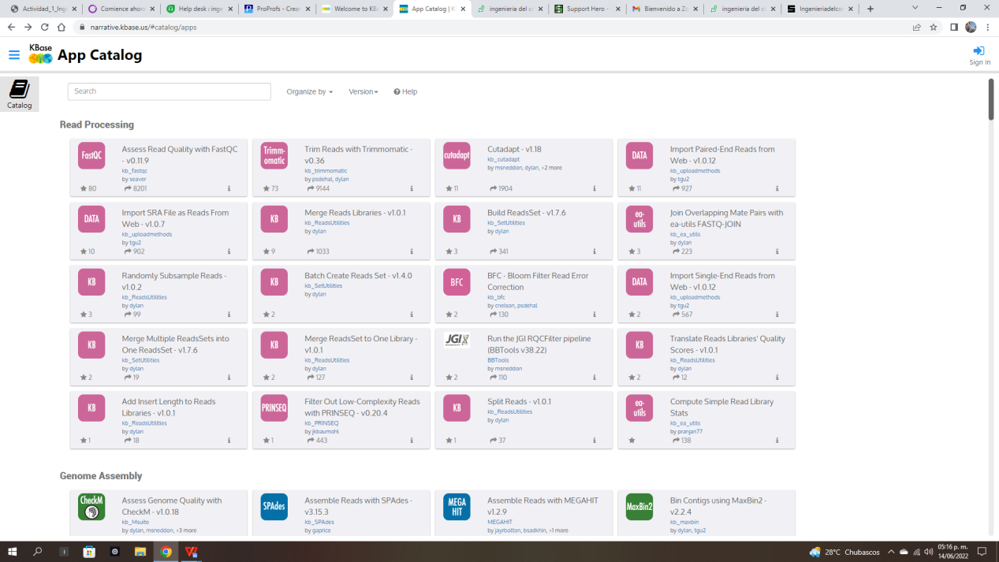 Actividad_1_Ing
Comience ahora
Help desk : inge
ProProfs - Crea
Welcome to KBa
App Catalog | K
ingenieria del co
Support Hero -
Bienvenido a Zo
ingenieria del c
Ingenieriadelco
narrative.kbase.us/#catalog/apps
KBase
App Catalog
Sign In
Catalog
Search
Organize by
Version
Help
Read Processing
FastQC
Assess Read Quality with FastQC
- v0.11.9
kb_fastqc
by seaver
80 8201
Trimm-
omatic
Trim Reads with Trimmomatic -
v0.36
kb_trimmomatic
by psdehal, dylan
73 9144
cutadapt
Cutadapt - v1.18
kb_cutadapt
by msneddon, dylan, +2 more
11 1904
DATA
Import Paired-End Reads from
Web - v1.0.12
kb_uploadmethods
by tgu2
11 927
DATA
Import SRA File as Reads From
Web - v1.0.7
kb_uploadmethods
by tgu2
10 902
KB
Merge Reads Libraries - v1.0.1
kb_ReadsUtilities
by dylan
9 1033
KB
Build ReadsSet - v1.7.6
kb_SetUtilities
by dylan
3 341
ea-
utils
Join Overlapping Mate Pairs with
ea-utils FASTQ-JOIN
kb_ea_utils
by dylan
3 223
KB
Randomly Subsample Reads -
v1.0.2
kb_ReadsUtilities
by dylan
3 99
KB
Batch Create Reads Set - v1.4.0
kb_SetUtilities
by dylan
2
BFC
BFC - Bloom Filter Read Error
Correction
kb_bfc
by cnelson, psdehal
2 130
DATA
Import Single-End Reads from
Web - v1.0.12
kb_uploadmethods
by tgu2
2 567
KB
Merge Multiple ReadsSets into
One ReadsSet - v1.7.6
kb_SetUtilities
by dylan
2 19
KB
Merge ReadsSet to One Library -
v1.0.1
kb_ReadsUtilities
by dylan
2 127
JGI
Run the JGI RQCFilter pipeline
(BBTools v38.22)
BBTools
by msneddon
2 110
KB
Translate Reads Libraries' Quality
Scores - v1.0.1
kb_ReadsUtilities
by dylan
2 12
KB
Add Insert Length to Reads
Libraries - v1.0.1
kb_ReadsUtilities
by dylan
1 18
PRINSEQ
Filter Out Low-Complexity Reads
with PRINSEQ - v0.20.4
kb_PRINSEQ
by jkbaumohl
1 443
KB
Split Reads - v1.0.1
kb_ReadsUtilities
by dylan
1 37
ea-
utils
Compute Simple Read Library
Stats
kb_ea_utils
by pranjan77
138
Genome Assembly
CheckM
Assess Genome Quality with
CheckM - v1.0.18
kb_Msuite
by dylan, msneddon, +3 more
SPAdes
Assemble Reads with SPAdes -
v3.15.3
kb_SPAdes
by gaprice
MEGA
HIT
Assemble Reads with MEGAHIT
v1.2.9
MEGAHIT
by jayrbolton, bsadkhin, +1 more
MaxBin2
Bin Contigs using MaxBin2 -
v2.2.4
kb_maxbin
by dylan, tgu2
28°C Chubascos
05:16 p. m.
14/06/2022